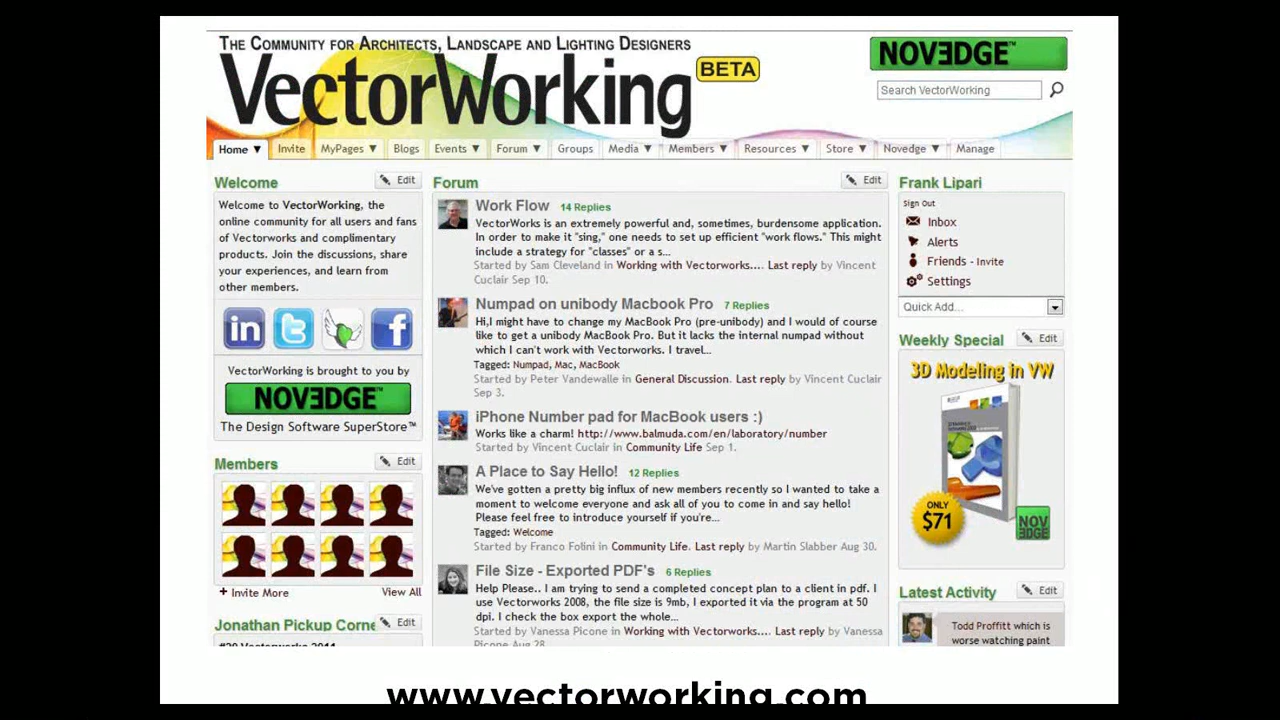 THE COMMUNITY FOR ARCHITECTS, LANDSCAPE AND LIGHTING DESIGNERS
VectorWorking
BETA
NOVEDGE™
Search VectorWorking
Home ▼ Invite MyPages ▼ Blogs Events ▼ Forum ▼ Groups Media ▼ Members ▼ Resources ▼ Store ▼ Novedge ▼ Manage
Welcome
Edit
Welcome to VectorWorking, the
online community for all users and fans
of Vectorworks and complimentary
products. Join the discussions, share
your experiences, and learn from
other members.
in t f
VectorWorking is brought to you by
NOVEDGE™
The Design Software SuperStore™
Members
Edit
+ Invite More View All
Jonathan Pickup Corne
Edit
#20 Vectorworks 2011
Forum
Edit
Work Flow 14 Replies
VectorWorks is an extremely powerful and, sometimes, burdensome application.
In order to make it "sing," one needs to set up efficient "work flows." This might
include a strategy for "classes" or a s...
Started by Sam Cleveland in Working with Vectorworks.... Last reply by Vincent
Cuclair Sep 10.
Numpad on unibody Macbook Pro 7 Replies
Hi,I might have to change my MacBook Pro (pre-unibody) and I would of course
like to get a unibody MacBook Pro. But it lacks the internal numpad without
which I can't work with Vectorworks. I travel...
Tagged: Numpad, Mac, MacBook
Started by Peter Vandewalle in General Discussion. Last reply by Vincent Cuclair
Sep 3.
iPhone Number pad for MacBook users :)
Works like a charm! http://www.balmuda.com/en/laboratory/number
Started by Vincent Cuclair in Community Life Sep 1.
A Place to Say Hello! 12 Replies
We've gotten a pretty big influx of new members recently so I wanted to take a
moment to welcome everyone and ask all of you to come in and say hello!
Please feel free to introduce yourself if you're...
Tagged: Welcome
Started by Franco Folini in Community Life. Last reply by Martin Slabber Aug 30.
File Size - Exported PDF's 6 Replies
Help Please.. I am trying to send a completed concept plan to a client in pdf. I
use Vectorworks 2008, the file size is 9mb, I exported it via the program at 50
dpi. I check the box export the whole...
Started by Vanessa Picone in Working with Vectorworks.... Last reply by Vanessa
Picone Aug 28.
Frank Lipari
Sign Out
Inbox
Alerts
Friends - Invite
Settings
Quick Add...
Weekly Special
Edit
3D Modeling in VW
ONLY
$71
NOV
EDGE
Latest Activity
Edit
Todd Proffitt which is
worse watching paint
www.vectorworking.com